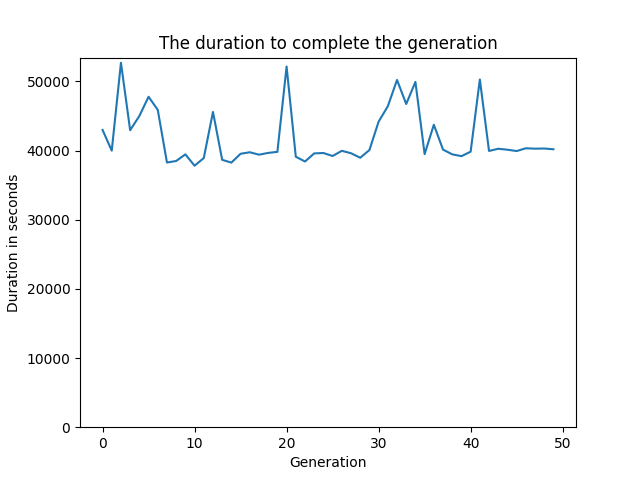 The duration to complete the generation
Duration in seconds
50000
40000
30000
20000
10000
0
0 10 20 30 40 50
Generation